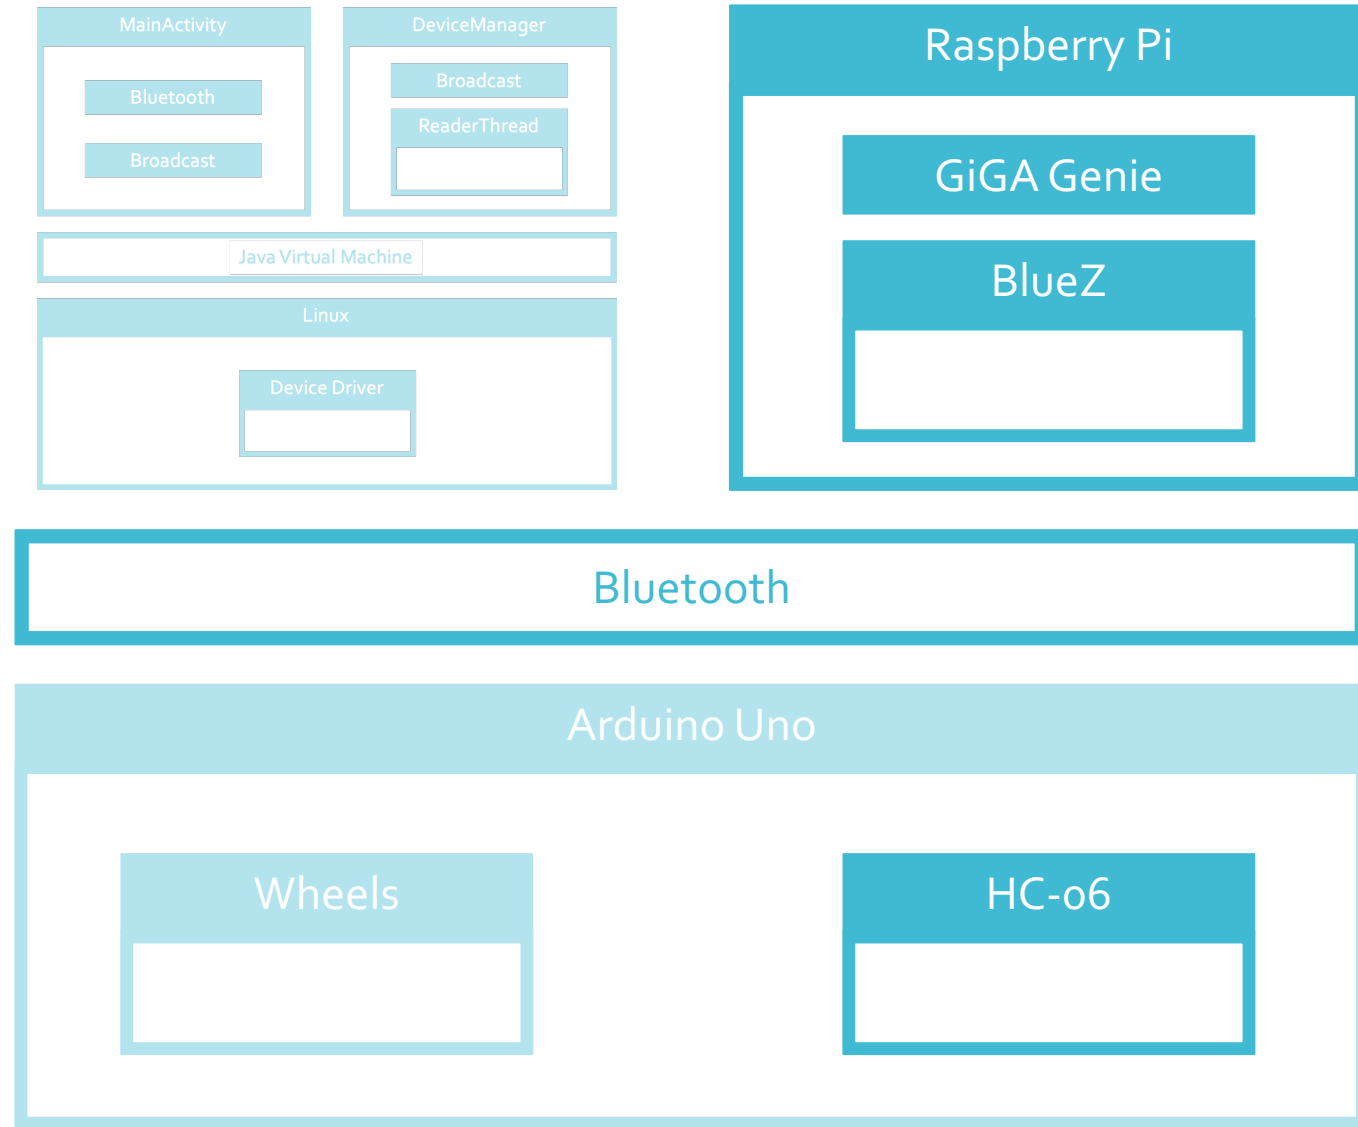 MainActivity
Bluetooth
Broadcast
DeviceManager
Broadcast
ReaderThread
Java Virtual Machine
Linux
Device Driver
Raspberry Pi
GiGA Genie
BlueZ
Bluetooth
Arduino Uno
Wheels
HC-06